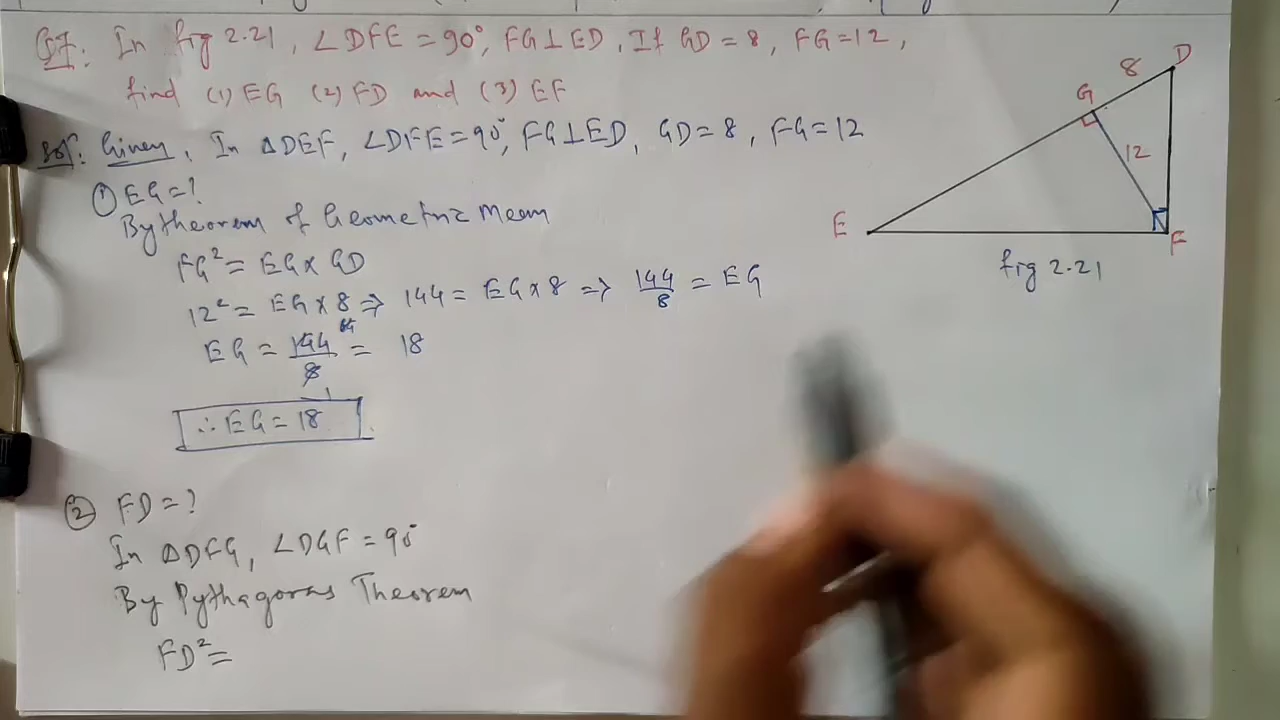 Q7: In fig 2.21, ∠DFE = 90°, FG⊥ED. If GD = 8, FG = 12,
find (1) EG (2) FD and (3) EF
Solⁿ: Given, In ΔDEF, ∠DFE = 90°, FG⊥ED, GD = 8, FG = 12
① EG = ?
By theorem of Geometric Mean
FG² = EG × GD
12² = EG × 8 ⇒ 144 = EG × 8 ⇒ 144/8 = EG
EG = 144/8 = 18
∴ EG = 18
② FD = ?
In ΔDFG, ∠DGF = 90°
By Pythagoras Theorem
FD² =
D
8
G
12
E
F
fig 2.21